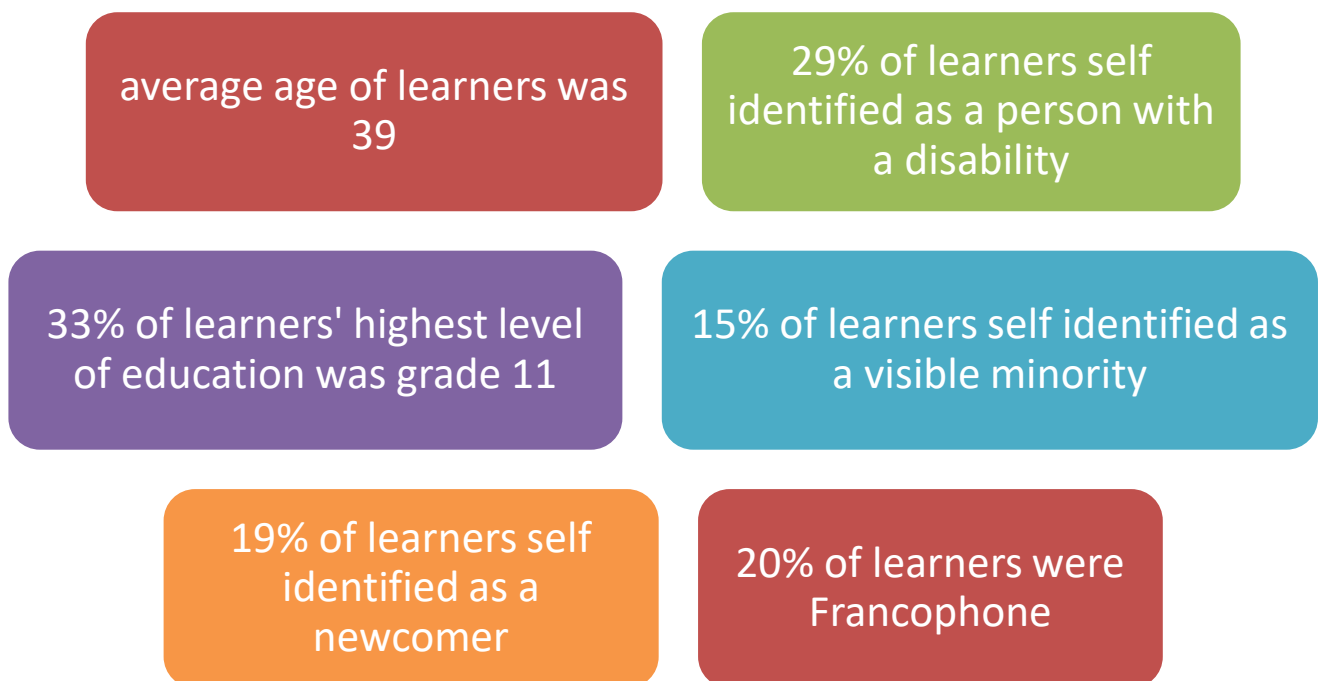 average age of learners was
39
29% of learners self
identified as a person with
a disability
33% of learners' highest level
of education was grade 11
15% of learners self identified as
a visible minority
19% of learners self
identified as a
newcomer
20% of learners were
Francophone